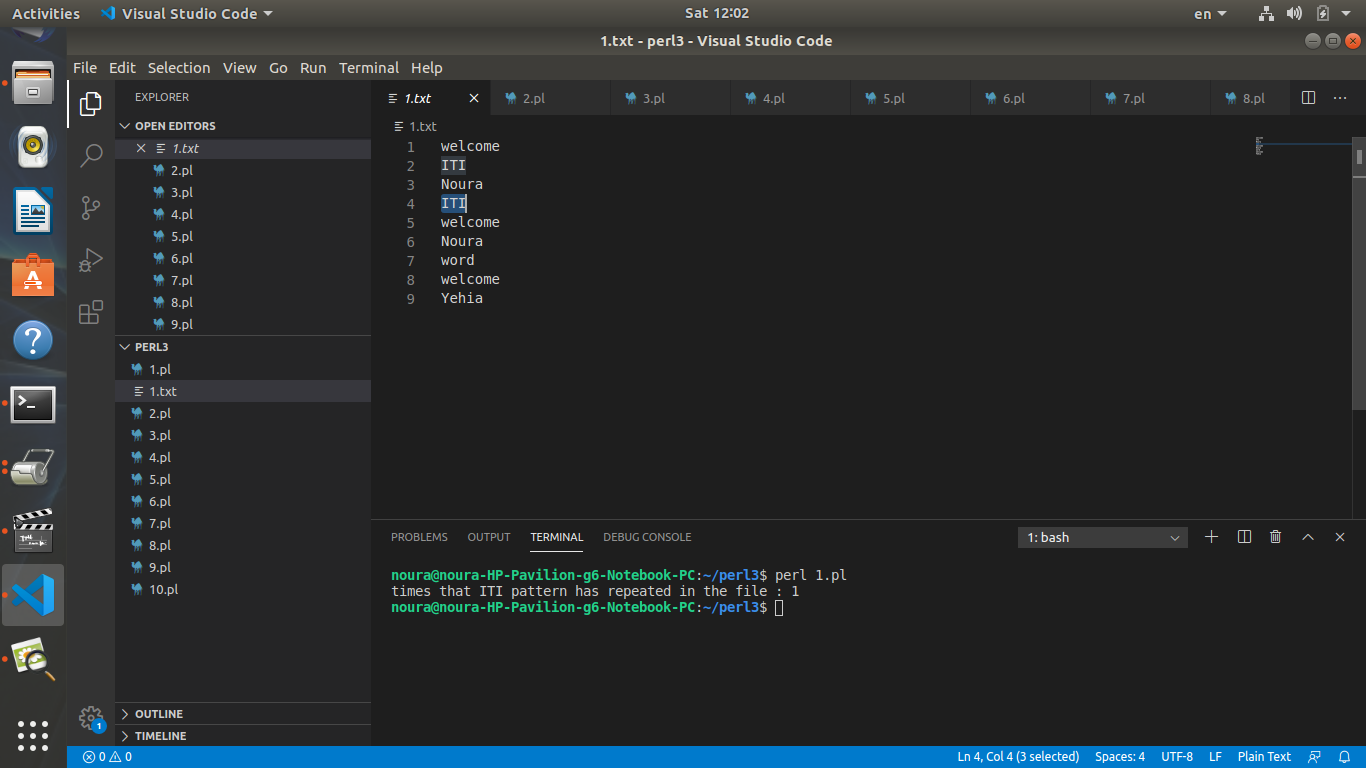 Activities Visual Studio Code Sat 12:02 en
1.txt - perl3 - Visual Studio Code
File Edit Selection View Go Run Terminal Help
EXPLORER
OPEN EDITORS
1.txt
2.pl
3.pl
4.pl
5.pl
6.pl
7.pl
8.pl
9.pl
PERL3
1.pl
1.txt
2.pl
3.pl
4.pl
5.pl
6.pl
7.pl
8.pl
9.pl
10.pl
OUTLINE
TIMELINE
1.txt 2.pl 3.pl 4.pl 5.pl 6.pl 7.pl 8.pl
1.txt
1 welcome
2 ITI
3 Noura
4 ITI
5 welcome
6 Noura
7 word
8 welcome
9 Yehia
PROBLEMS OUTPUT TERMINAL DEBUG CONSOLE 1: bash
noura@noura-HP-Pavilion-g6-Notebook-PC:~/perl3$ perl 1.pl
times that ITI pattern has repeated in the file : 1
noura@noura-HP-Pavilion-g6-Notebook-PC:~/perl3$
1
0 0 Ln 4, Col 4 (3 selected) Spaces: 4 UTF-8 LF Plain Text